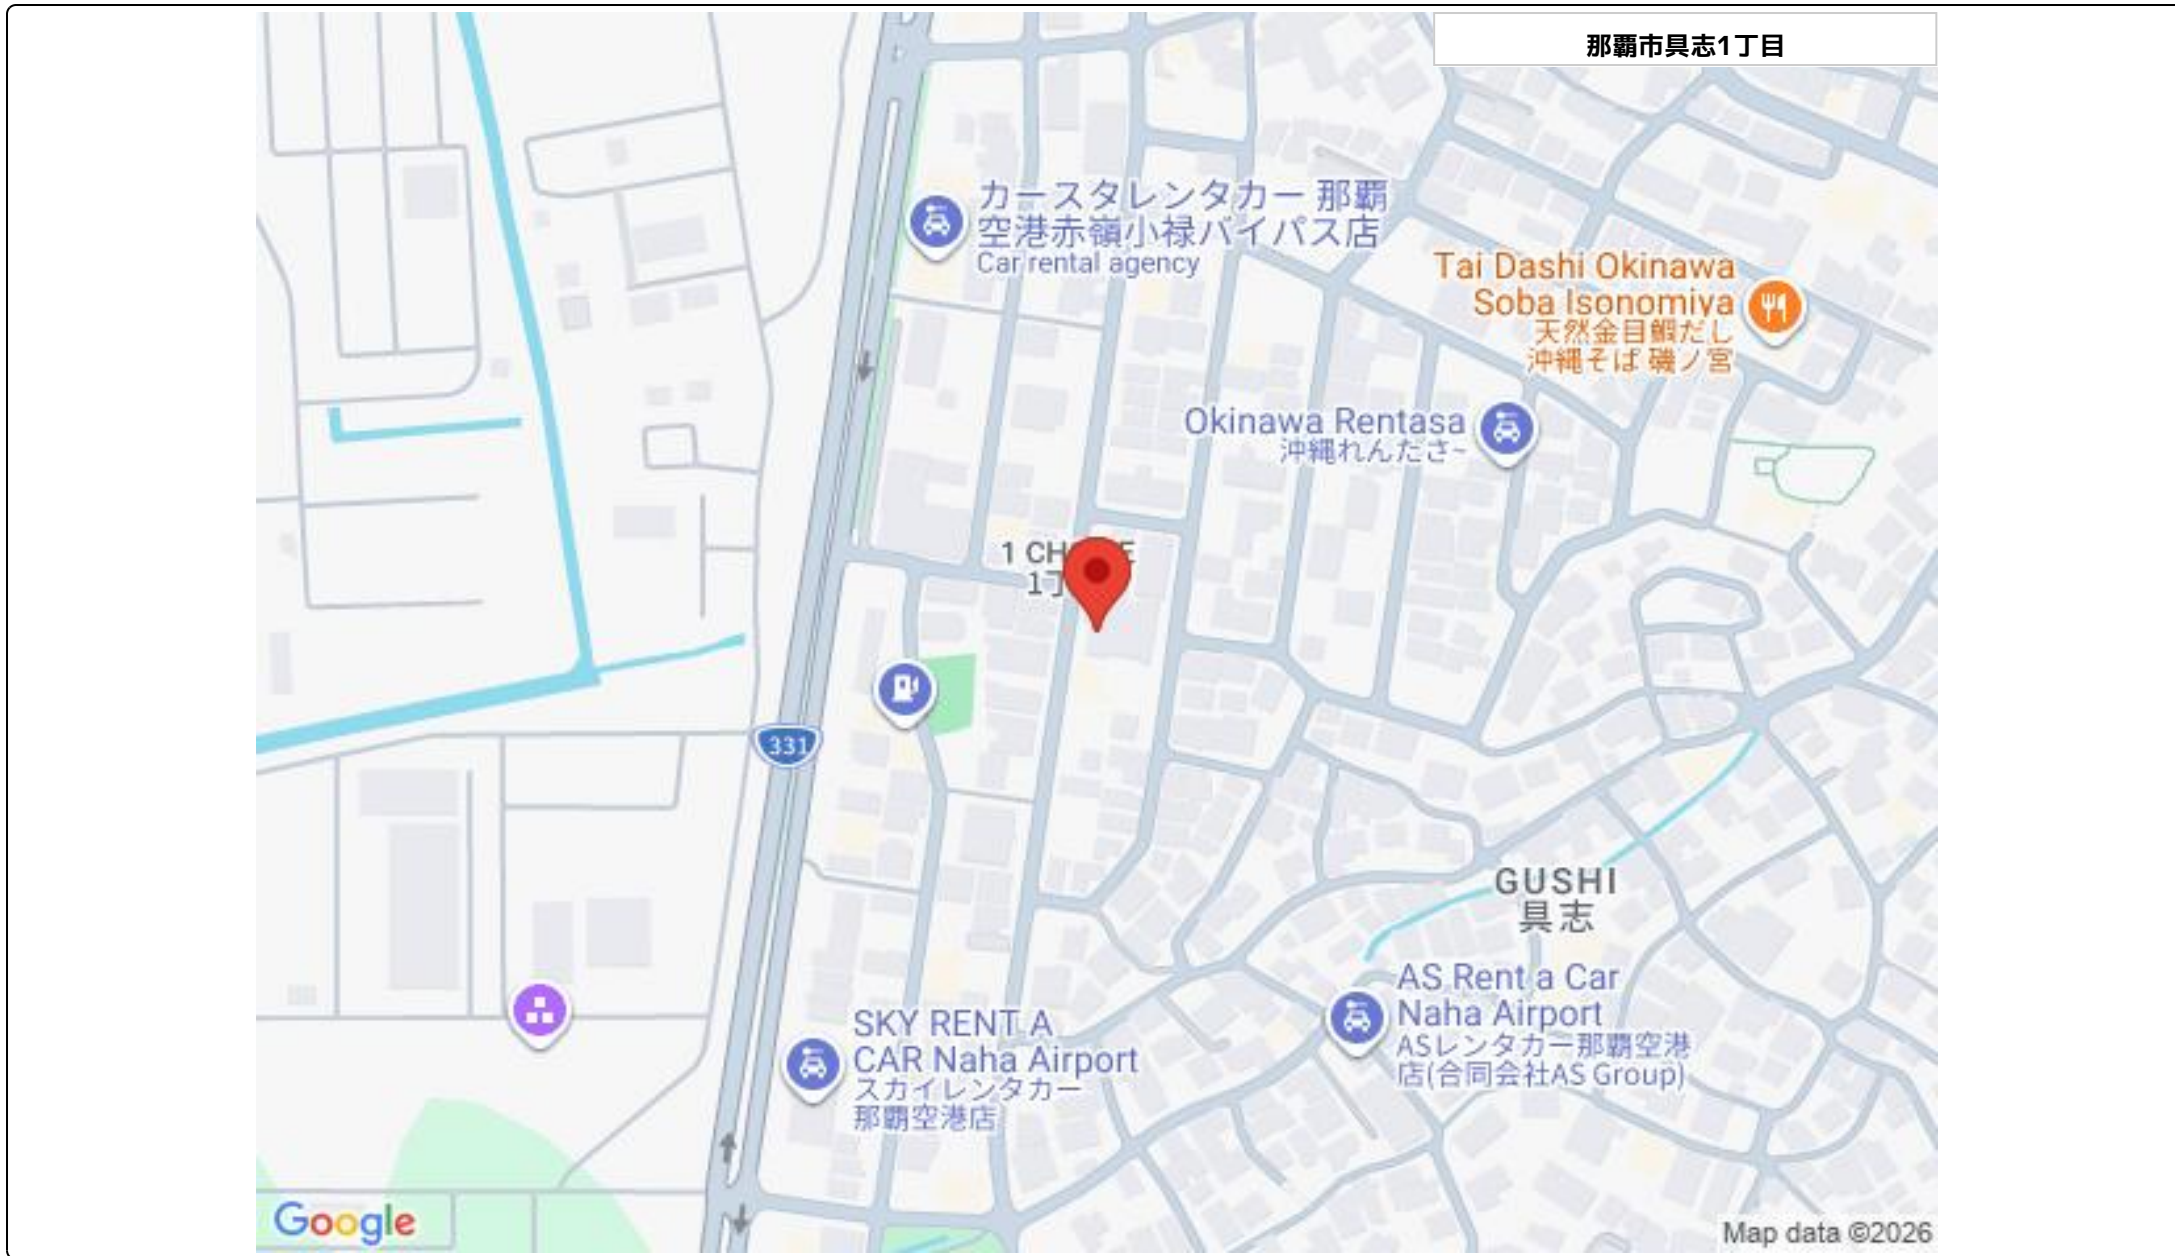 那覇市具志1丁目
カースタレンタカー 那覇
空港赤嶺小禄バイパス店
Car rental agency
Tai Dashi Okinawa
Soba Isonomiya
天然金目鯛だし
沖縄そば 磯ノ宮
Okinawa Rentasa
沖縄れんたさ~
1 CH E
1丁
331
GUSHI
具志
AS Rent a Car
Naha Airport
ASレンタカー那覇空港
店(合同会社AS Group)
SKY RENT A
CAR Naha Airport
スカイレンタカー
那覇空港店
Google
Map data ©2026